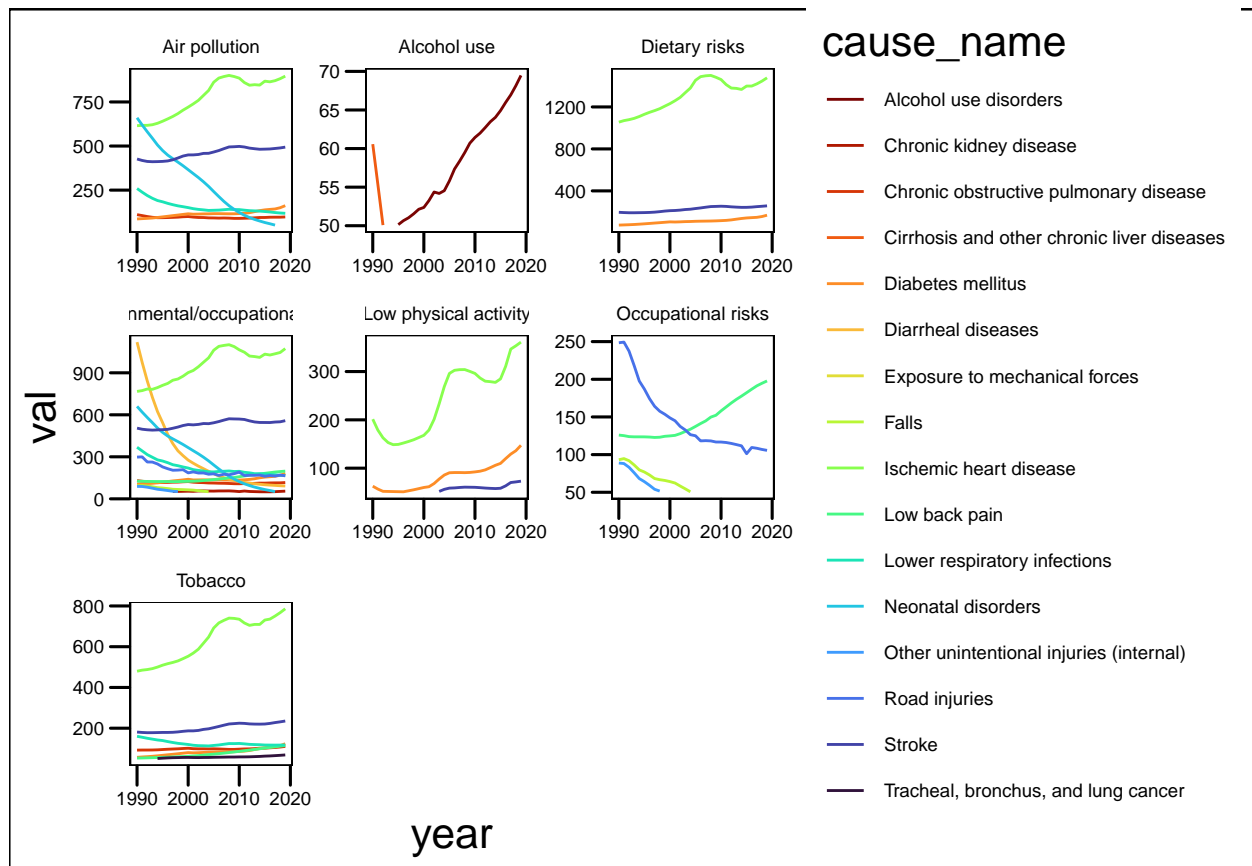 Air pollution
Alcohol use
Dietary risks
750
500
250
1990 2000 2010 2020
70
65
60
55
50
1990 2000 2010 2020
1200
800
400
1990 2000 2010 2020
nmental/occupationa
Low physical activity
Occupational risks
900
600
300
0
1990 2000 2010 2020
300
200
100
1990 2000 2010 2020
250
200
150
100
50
1990 2000 2010 2020
Tobacco
800
600
400
200
1990 2000 2010 2020
val
year
cause_name
Alcohol use disorders
Chronic kidney disease
Chronic obstructive pulmonary disease
Cirrhosis and other chronic liver diseases
Diabetes mellitus
Diarrheal diseases
Exposure to mechanical forces
Falls
Ischemic heart disease
Low back pain
Lower respiratory infections
Neonatal disorders
Other unintentional injuries (internal)
Road injuries
Stroke
Tracheal, bronchus, and lung cancer